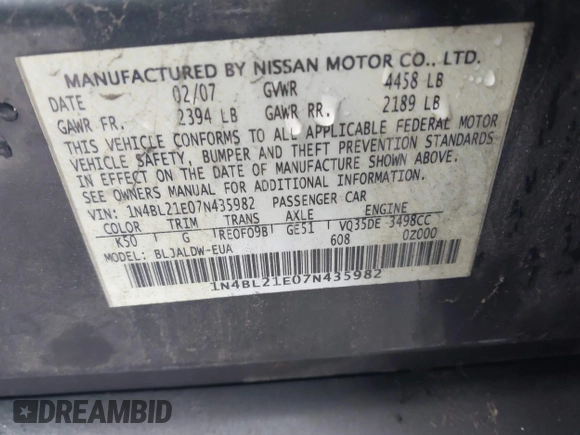 MANUFACTURED BY NISSAN MOTOR CO., LTD.
DATE 02/07 GVWR 4458 LB
GAWR FR. 2394 LB GAWR RR. 2189 LB
THIS VEHICLE CONFORMS TO ALL APPLICABLE FEDERAL MOTOR
VEHICLE SAFETY, BUMPER AND THEFT PREVENTION STANDARDS
IN EFFECT ON THE DATE OF MANUFACTURE SHOWN ABOVE.
SEE OWNERS MANUAL FOR ADDITIONAL INFORMATION.
VIN: 1N4BL21E07N435982 PASSENGER CAR
COLOR TRIM TRANS AXLE ENGINE
K50 G RE0F09B GE51 VQ35DE 3498CC
BLJALDW-EUA 608 0Z000
1N4BL21E07N435982
DREAMBID